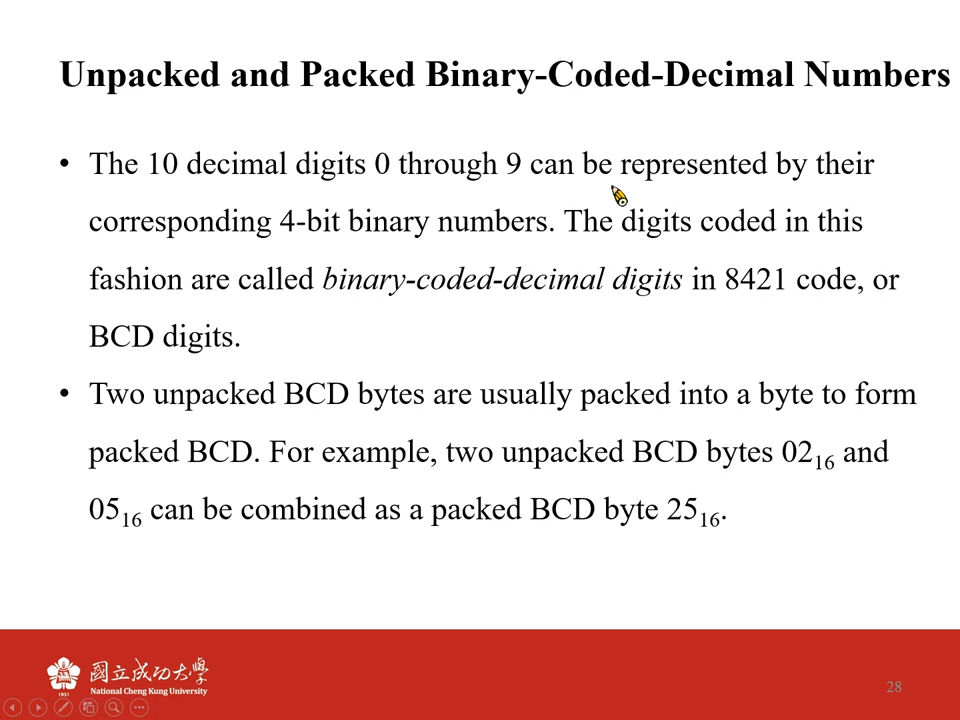 Unpacked and Packed Binary-Coded-Decimal Numbers
• The 10 decimal digits 0 through 9 can be represented by their
corresponding 4-bit binary numbers. The digits coded in this
fashion are called binary-coded-decimal digits in 8421 code, or
BCD digits.
• Two unpacked BCD bytes are usually packed into a byte to form
packed BCD. For example, two unpacked BCD bytes 02₁₆ and
05₁₆ can be combined as a packed BCD byte 25₁₆.
國立成功大學
National Cheng Kung University
1931
28